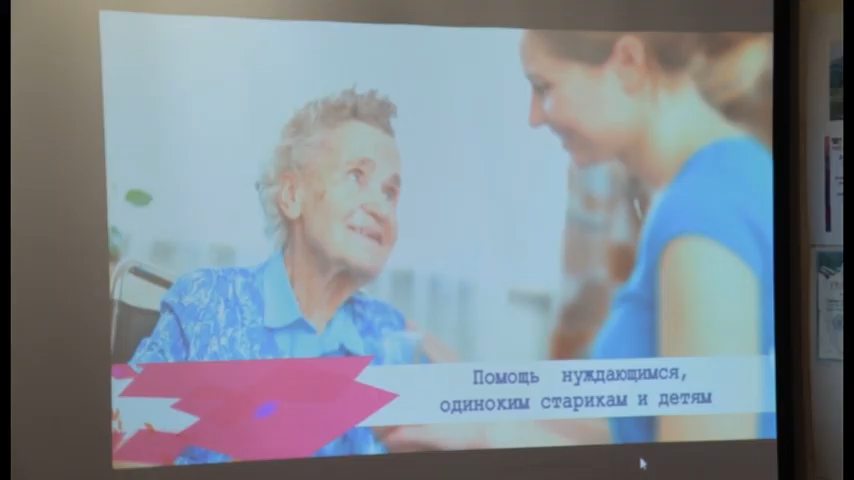 Помощь нуждающимся,
одиноким старикам и детям